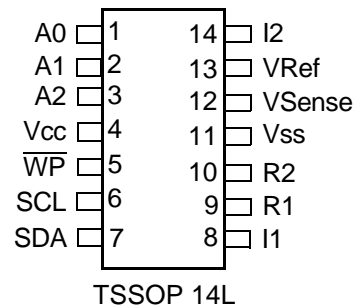 A0 1 14 I2
A1 2 13 VRef
A2 3 12 VSense
Vcc 4 11 Vss
W̅P̅ 5 10 R2
SCL 6 9 R1
SDA 7 8 I1
TSSOP 14L